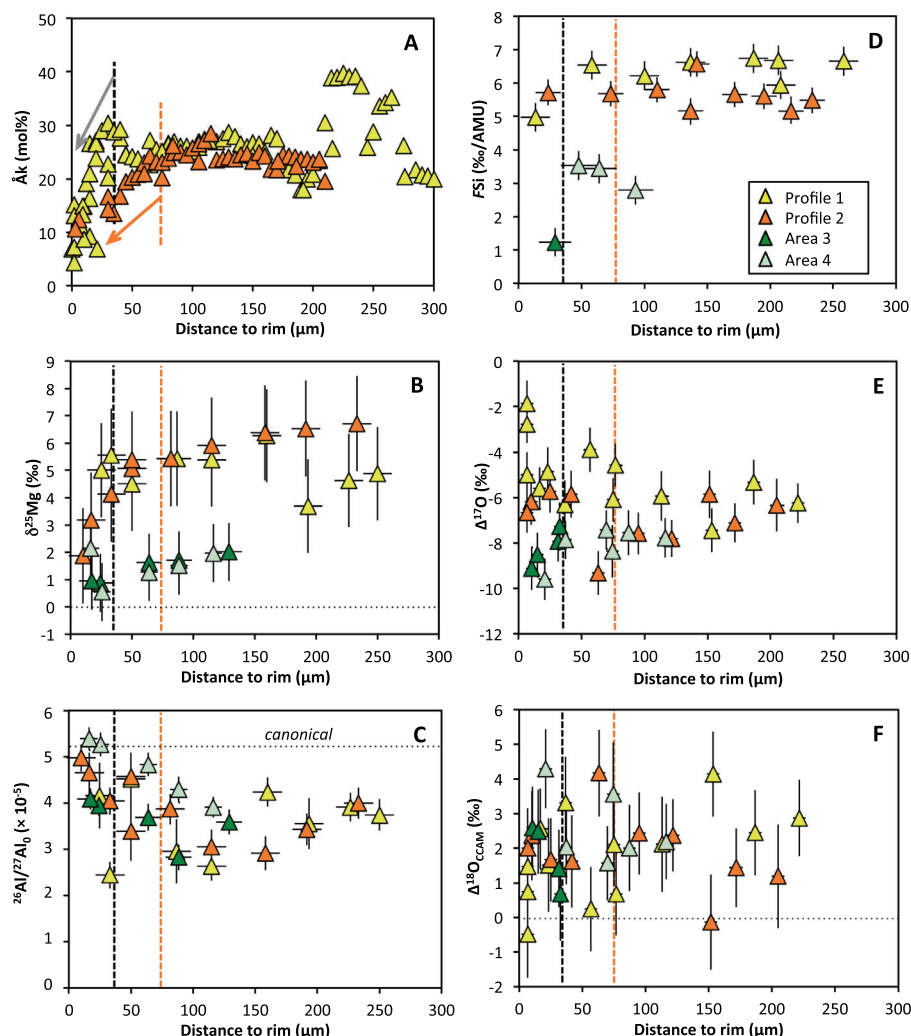 A
50
40
30
20
10
0
Åk (mol%)
0 50 100 150 200 250 300
Distance to rim (μm)
D
8
7
6
5
4
3
2
1
0
FSi (‰/AMU)
Profile 1
Profile 2
Area 3
Area 4
0 50 100 150 200 250 300
Distance to rim (μm)
B
9
8
7
6
5
4
3
2
1
0
-1
δ²⁵Mg (‰)
0 50 100 150 200 250 300
Distance to rim (μm)
E
0
-2
-4
-6
-8
-10
-12
Δ¹⁷O (‰)
0 50 100 150 200 250 300
Distance to rim (μm)
C
canonical
6
5
4
3
2
1
0
²⁶Al/²⁷Al₀ (× 10⁻⁵)
0 50 100 150 200 250 300
Distance to rim (μm)
F
6
5
4
3
2
1
0
-1
-2
Δ¹⁸O_CCAM (‰)
0 50 100 150 200 250 300
Distance to rim (μm)